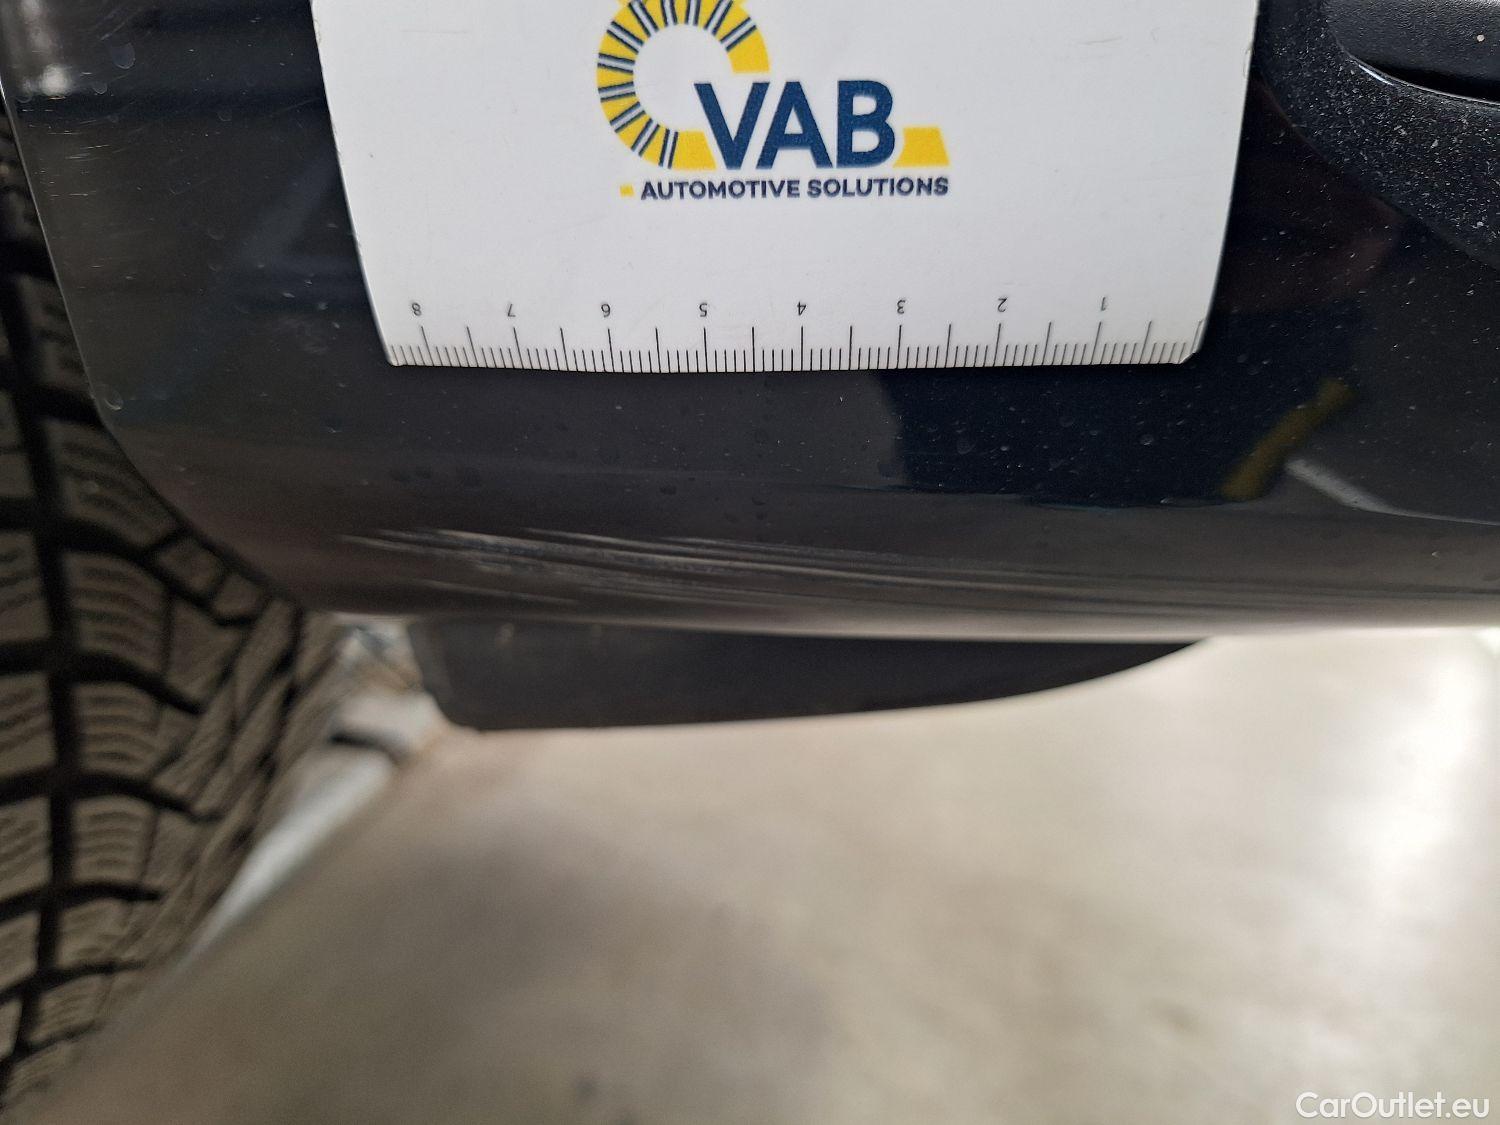 VAB
AUTOMOTIVE SOLUTIONS
8 7 6 5 4 3 2 1
CarOutlet.eu